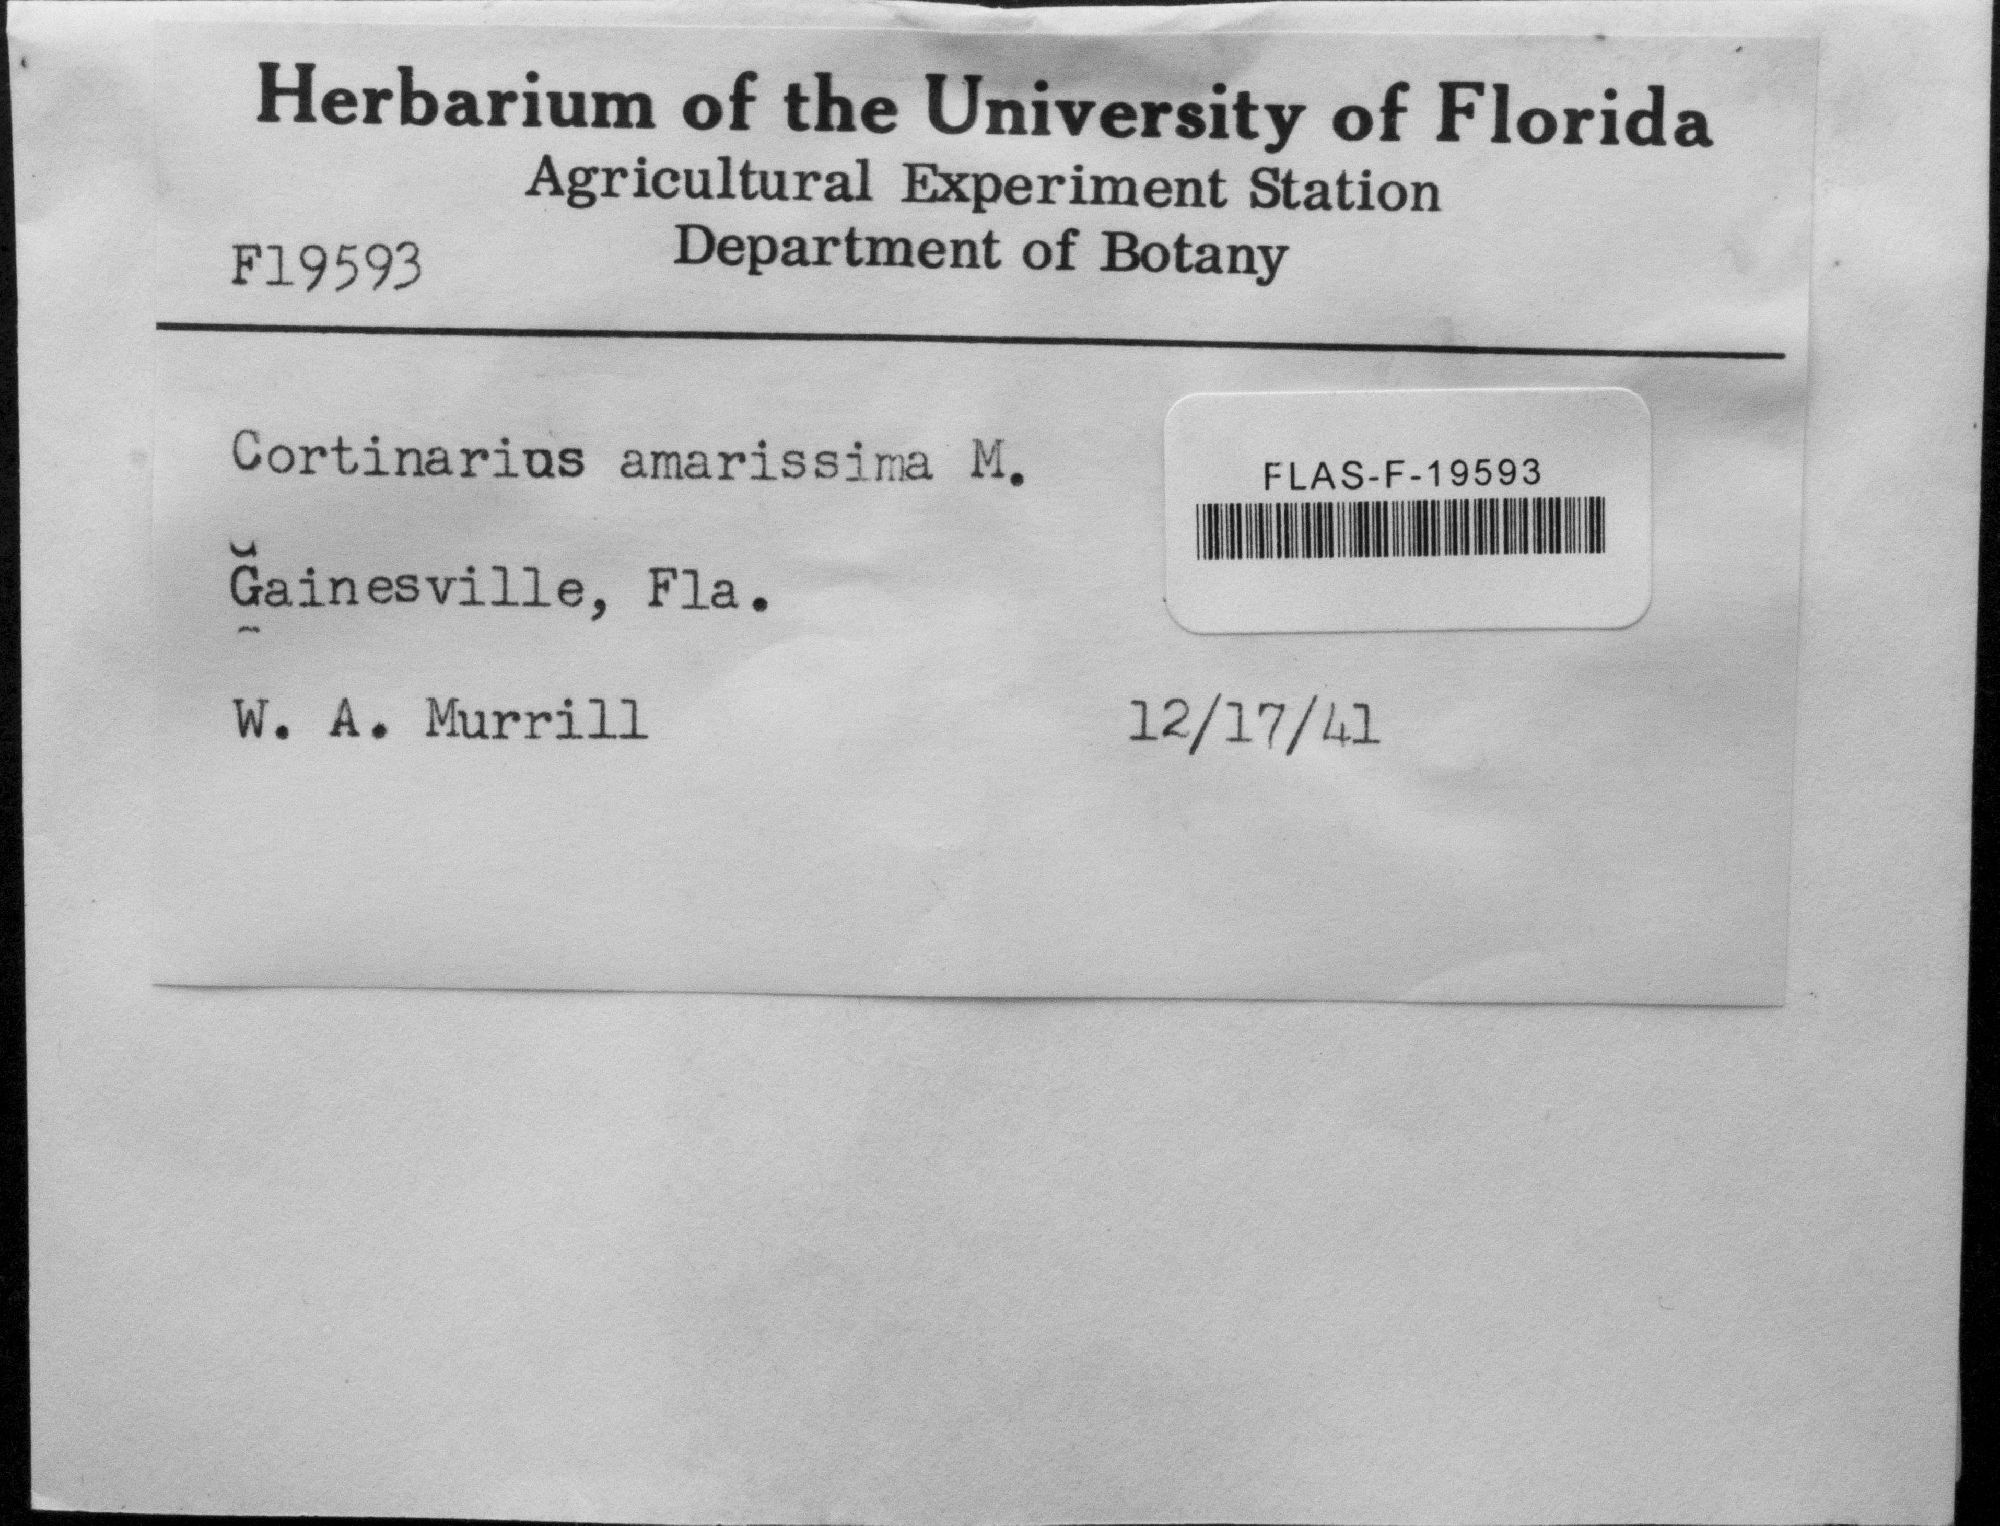 Herbarium of the University of Florida
Agricultural Experiment Station
Department of Botany
F19593
Cortinarius amarissima M.
FLAS-F-19593
Gainesville, Fla.
W. A. Murrill 12/17/41